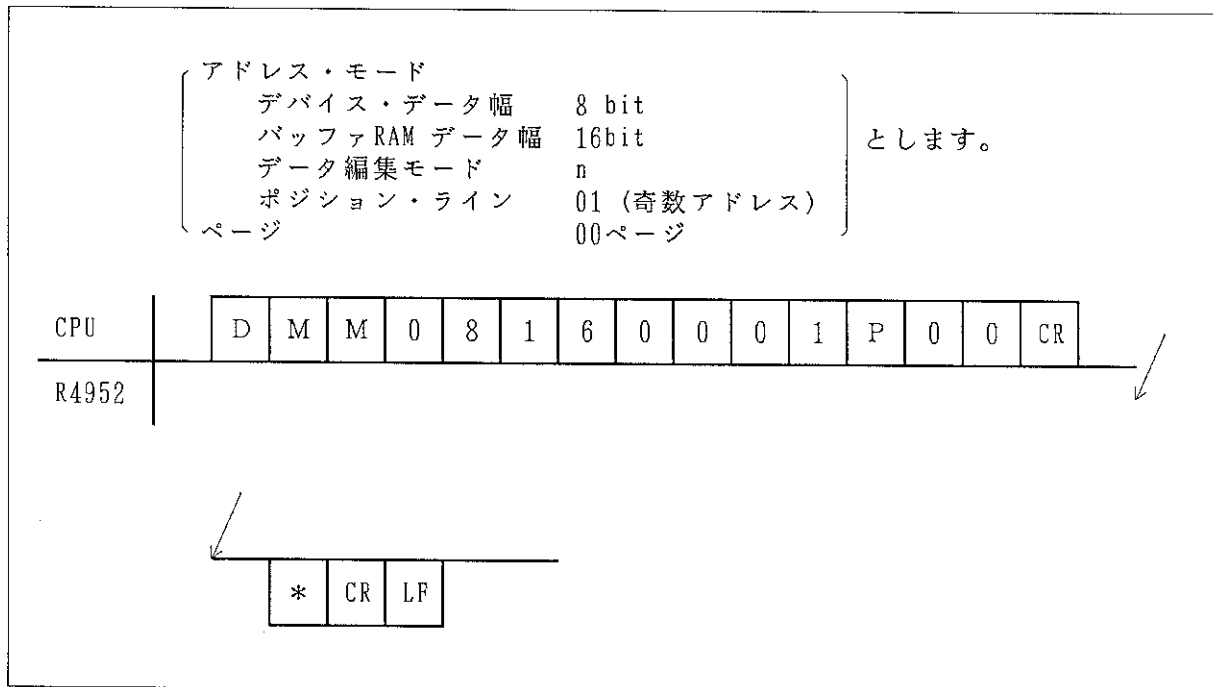 アドレス・モード
デバイス・データ幅 8 bit
バッファRAM データ幅 16bit
データ編集モード n
ポジション・ライン 01 (奇数アドレス)
ページ 00ページ
とします。
CPU D M M 0 8 1 6 0 0 0 1 P 0 0 CR
R4952
* CR LF